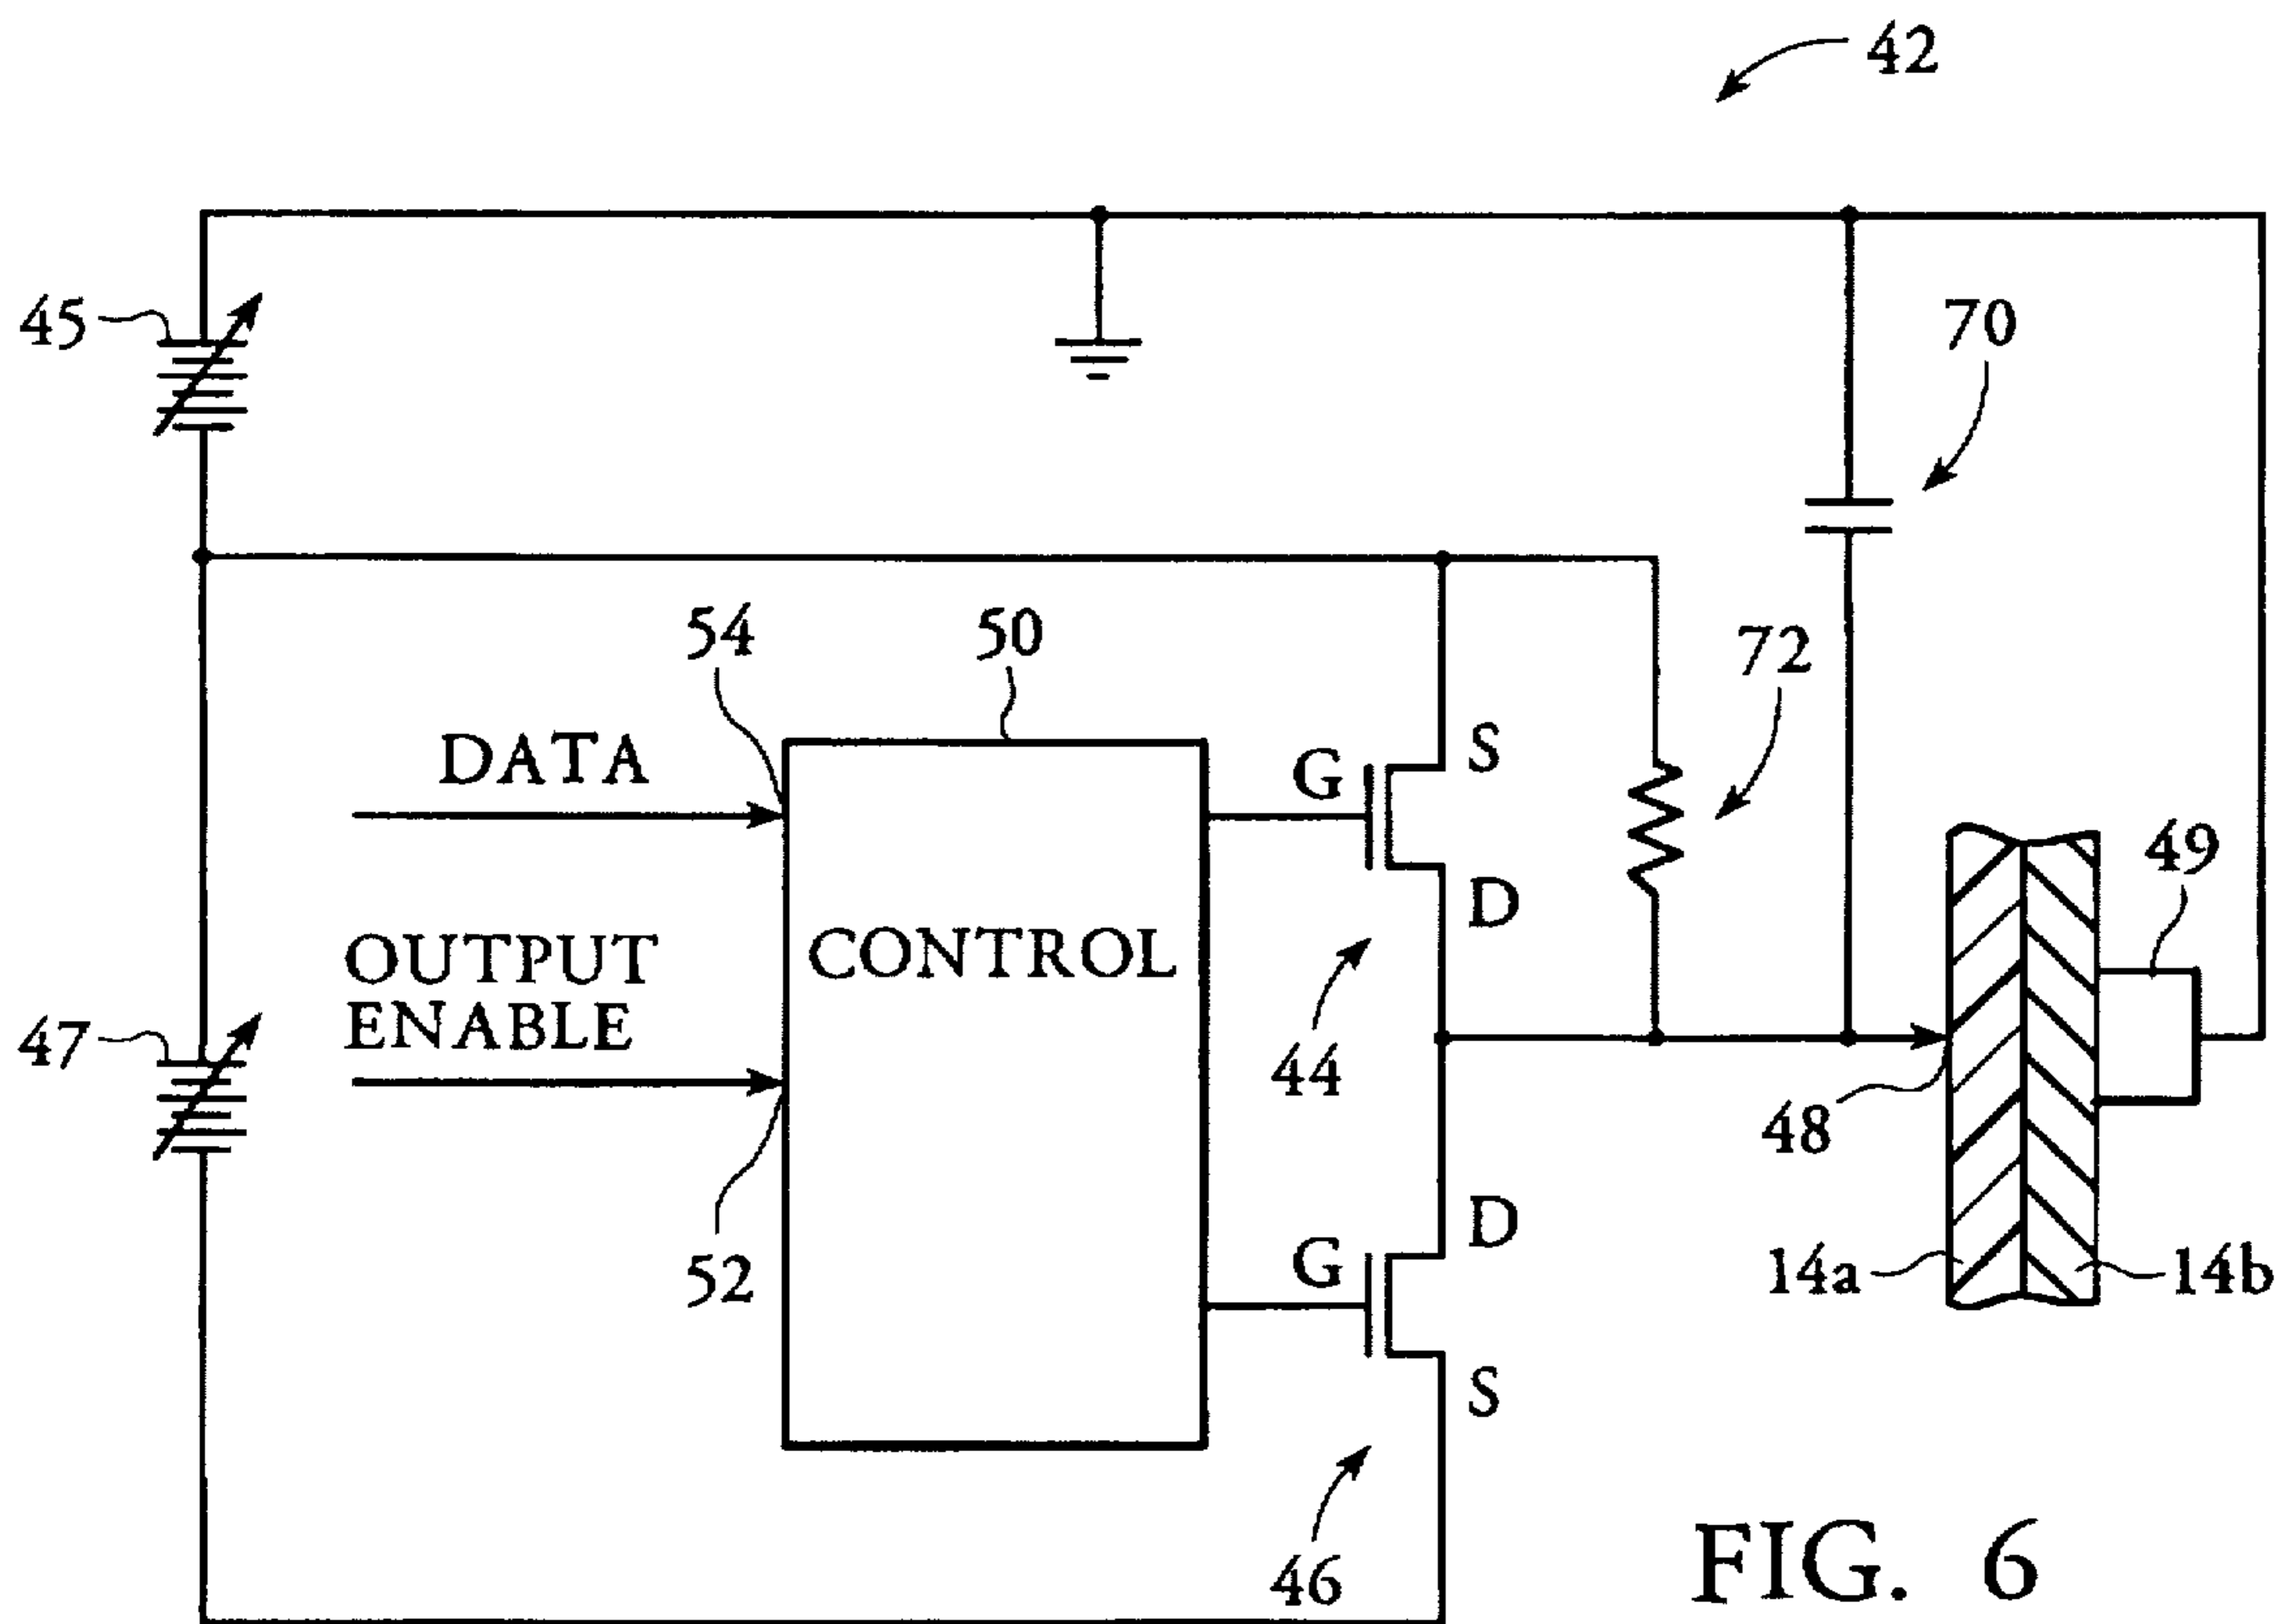 42
45
70
54
50
72
DATA
G
S
49
D
OUTPUT
ENABLE
CONTROL
47
44
48
52
G
D
14a
14b
S
46
FIG. 6